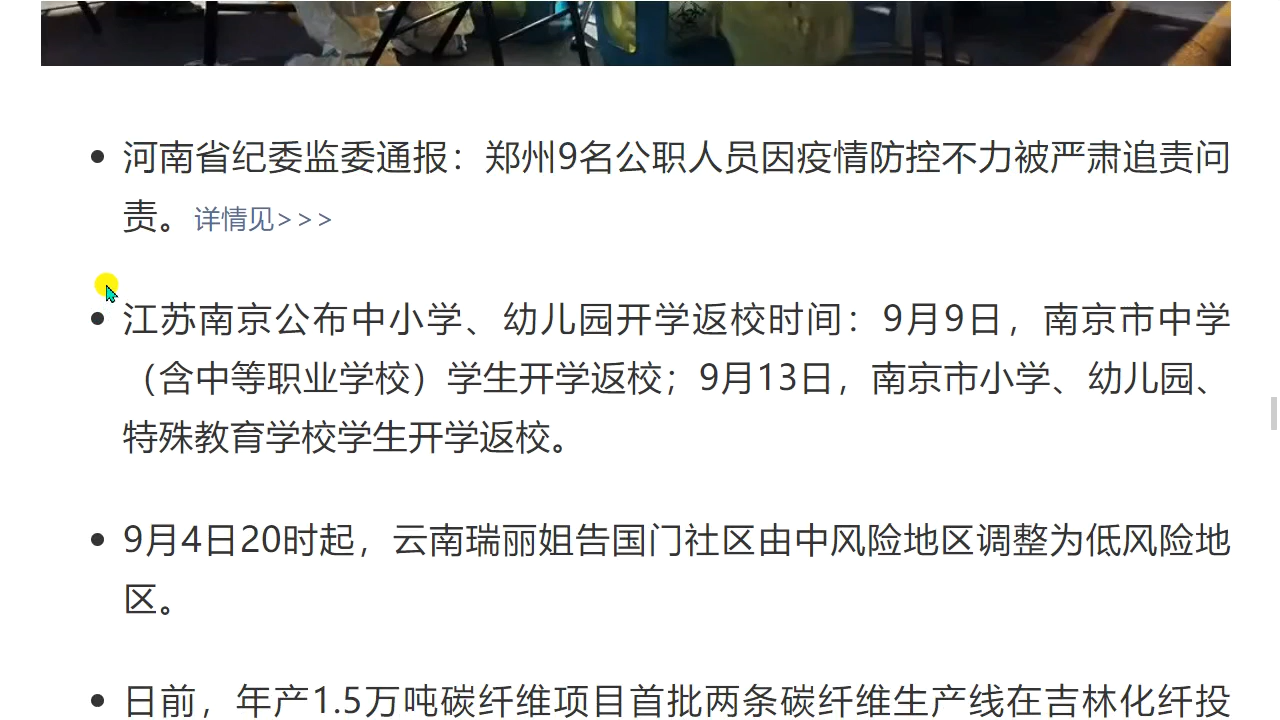 河南省纪委监委通报：郑州9名公职人员因疫情防控不力被严肃追责问
责。详情见>>>
江苏南京公布中小学、幼儿园开学返校时间：9月9日，南京市中学
（含中等职业学校）学生开学返校；9月13日，南京市小学、幼儿园、
特殊教育学校学生开学返校。
9月4日20时起，云南瑞丽姐告国门社区由中风险地区调整为低风险地
区。
日前，年产1.5万吨碳纤维项目首批两条碳纤维生产线在吉林化纤投